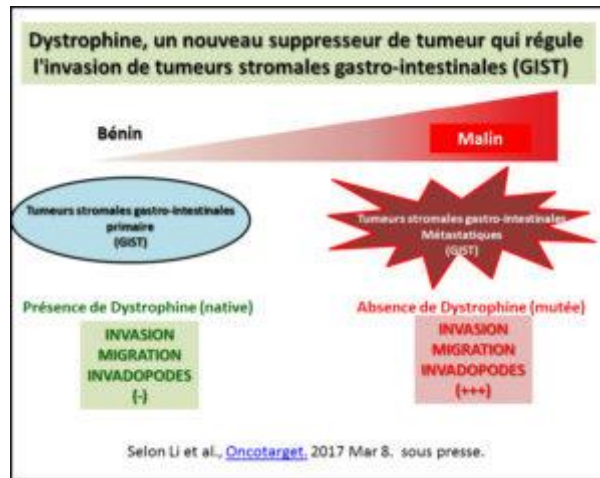 Dystrophine, un nouveau suppresseur de tumeur qui régule
l'invasion de tumeurs stromales gastro-intestinales (GIST)
Bénin
Malin
Tumeurs stromales gastro-intestinales
primaire
(GIST)
Tumeurs stromales gastro-intestinales
Métastatiques
(GIST)
Présence de Dystrophine (native)
INVASION
MIGRATION
INVADOPODES
(-)
Absence de Dystrophine (mutée)
INVASION
MIGRATION
INVADOPODES
(+++)
Selon Li et al., Oncotarget. 2017 Mar 8. sous presse.